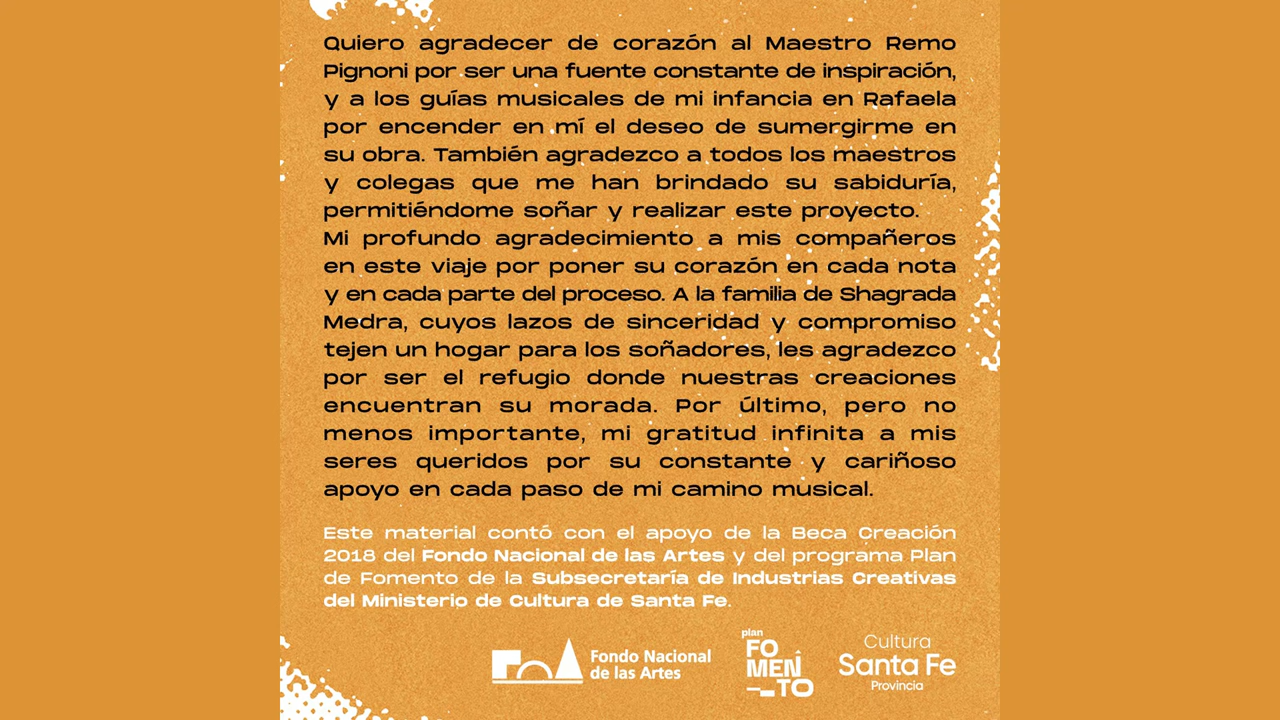 Quiero agradecer de corazón al Maestro Remo
Pignoni por ser una fuente constante de inspiración,
y a los guías musicales de mi infancia en Rafaela
por encender en mí el deseo de sumergirme en
su obra. También agradezco a todos los maestros
y colegas que me han brindado su sabiduría,
permitiéndome soñar y realizar este proyecto.
Mi profundo agradecimiento a mis compañeros
en este viaje por poner su corazón en cada nota
y en cada parte del proceso. A la familia de Shagrada
Medra, cuyos lazos de sinceridad y compromiso
tejen un hogar para los soñadores, les agradezco
por ser el refugio donde nuestras creaciones
encuentran su morada. Por último, pero no
menos importante, mi gratitud infinita a mis
seres queridos por su constante y cariñoso
apoyo en cada paso de mi camino musical.
Este material contó con el apoyo de la Beca Creación
2018 del Fondo Nacional de las Artes y del programa Plan
de Fomento de la Subsecretaría de Industrias Creativas
del Ministerio de Cultura de Santa Fe.
Fondo Nacional
de las Artes
plan
FO
MEN
TO
Cultura
Santa Fe
Provincia